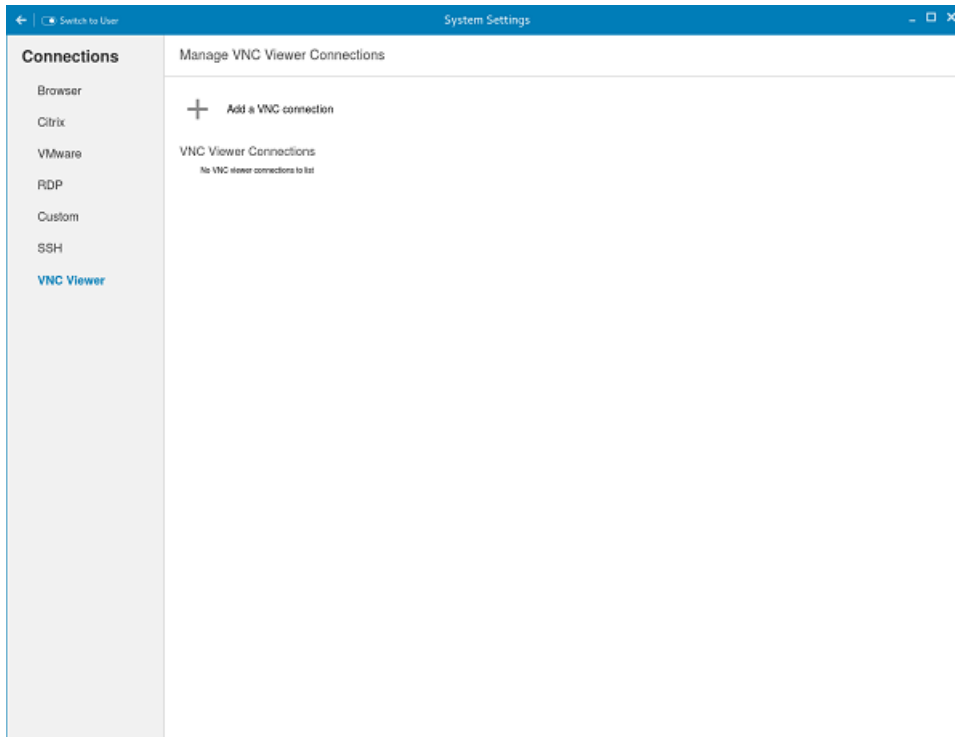 Switch to User
System Settings
Connections
Manage VNC Viewer Connections
Browser
Citrix
VMware
RDP
Custom
SSH
VNC Viewer
Add a VNC connection
VNC Viewer Connections
No VNC viewer connections to list